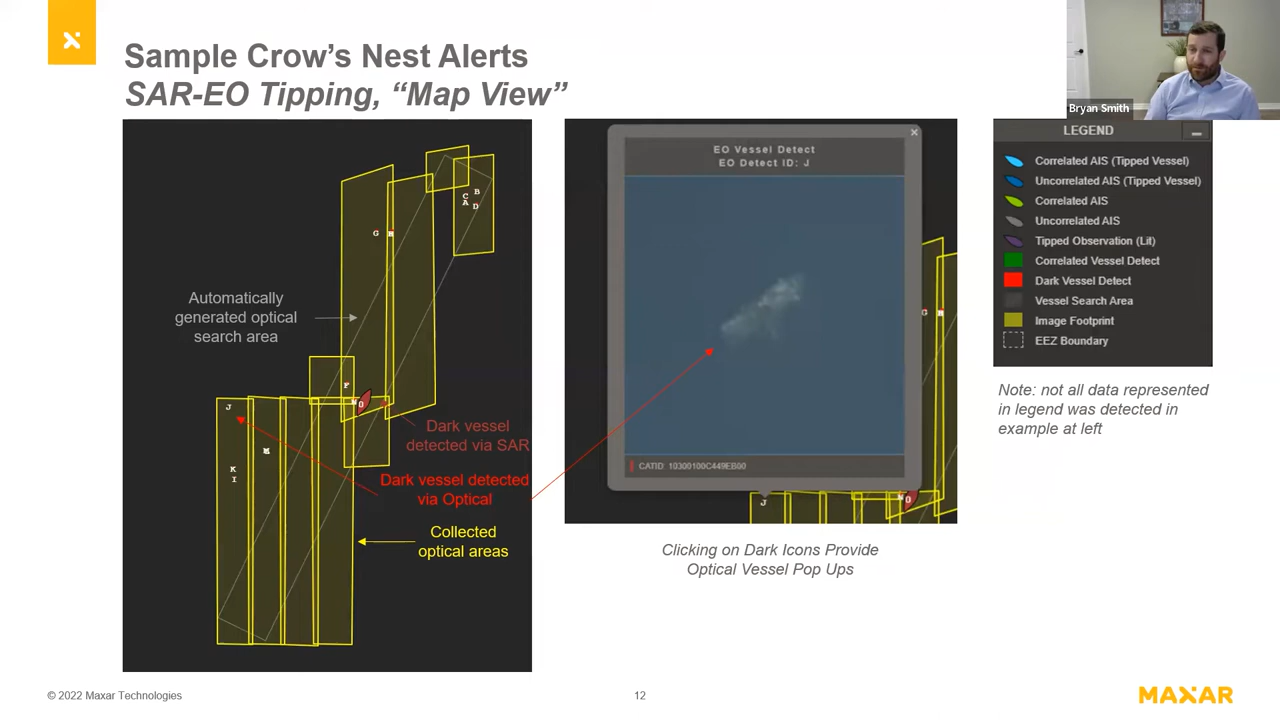 Sample Crow's Nest Alerts
SAR-EO Tipping, “Map View”
Bryan Smith
C
B
A
D
G
Automatically
generated optical
search area
F
O
J
Dark vessel
detected via SAR
M
K
I
Dark vessel detected
via Optical
Collected
optical areas
EO Vessel Detect
EO Detect ID: J
×
CATID: 10300100C449EB00
G
J
O
Clicking on Dark Icons Provide
Optical Vessel Pop Ups
LEGEND
Correlated AIS (Tipped Vessel)
Uncorrelated AIS (Tipped Vessel)
Correlated AIS
Uncorrelated AIS
Tipped Observation (Lit)
Correlated Vessel Detect
Dark Vessel Detect
Vessel Search Area
Image Footprint
EEZ Boundary
Note: not all data represented
in legend was detected in
example at left
© 2022 Maxar Technologies
12
MAXAR